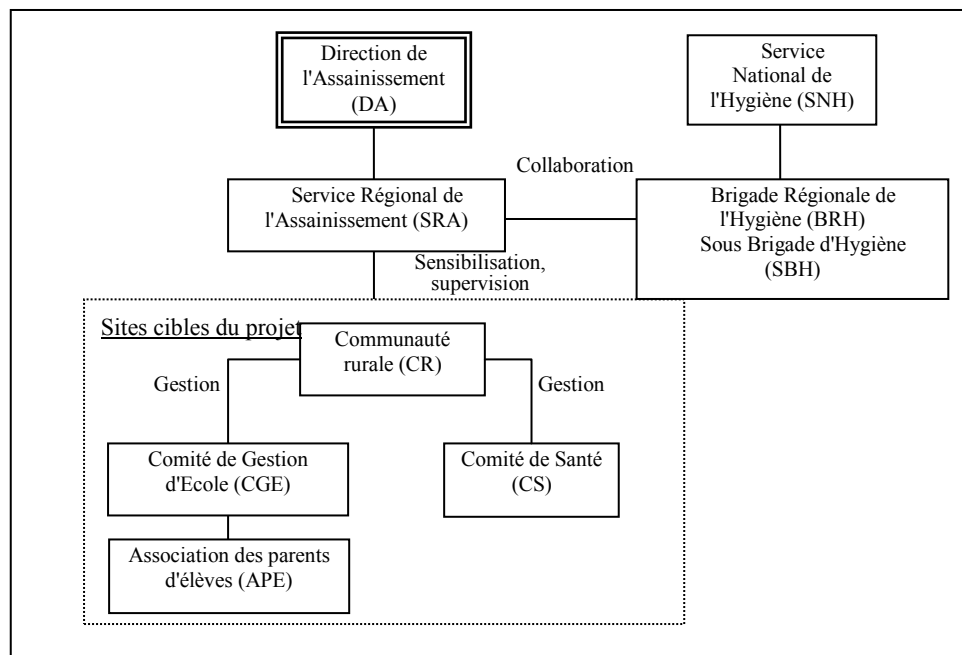 Direction de
l'Assainissement
(DA)
Service
National de
l'Hygiène (SNH)
Collaboration
Service Régional de
l'Assainissement (SRA)
Brigade Régionale de
l'Hygiène (BRH)
Sous Brigade d'Hygiène
(SBH)
Sensibilisation,
supervision
Sites cibles du projet
Communauté
rurale (CR)
Gestion
Gestion
Comité de Gestion
d'Ecole (CGE)
Comité de Santé
(CS)
Association des parents
d'élèves (APE)